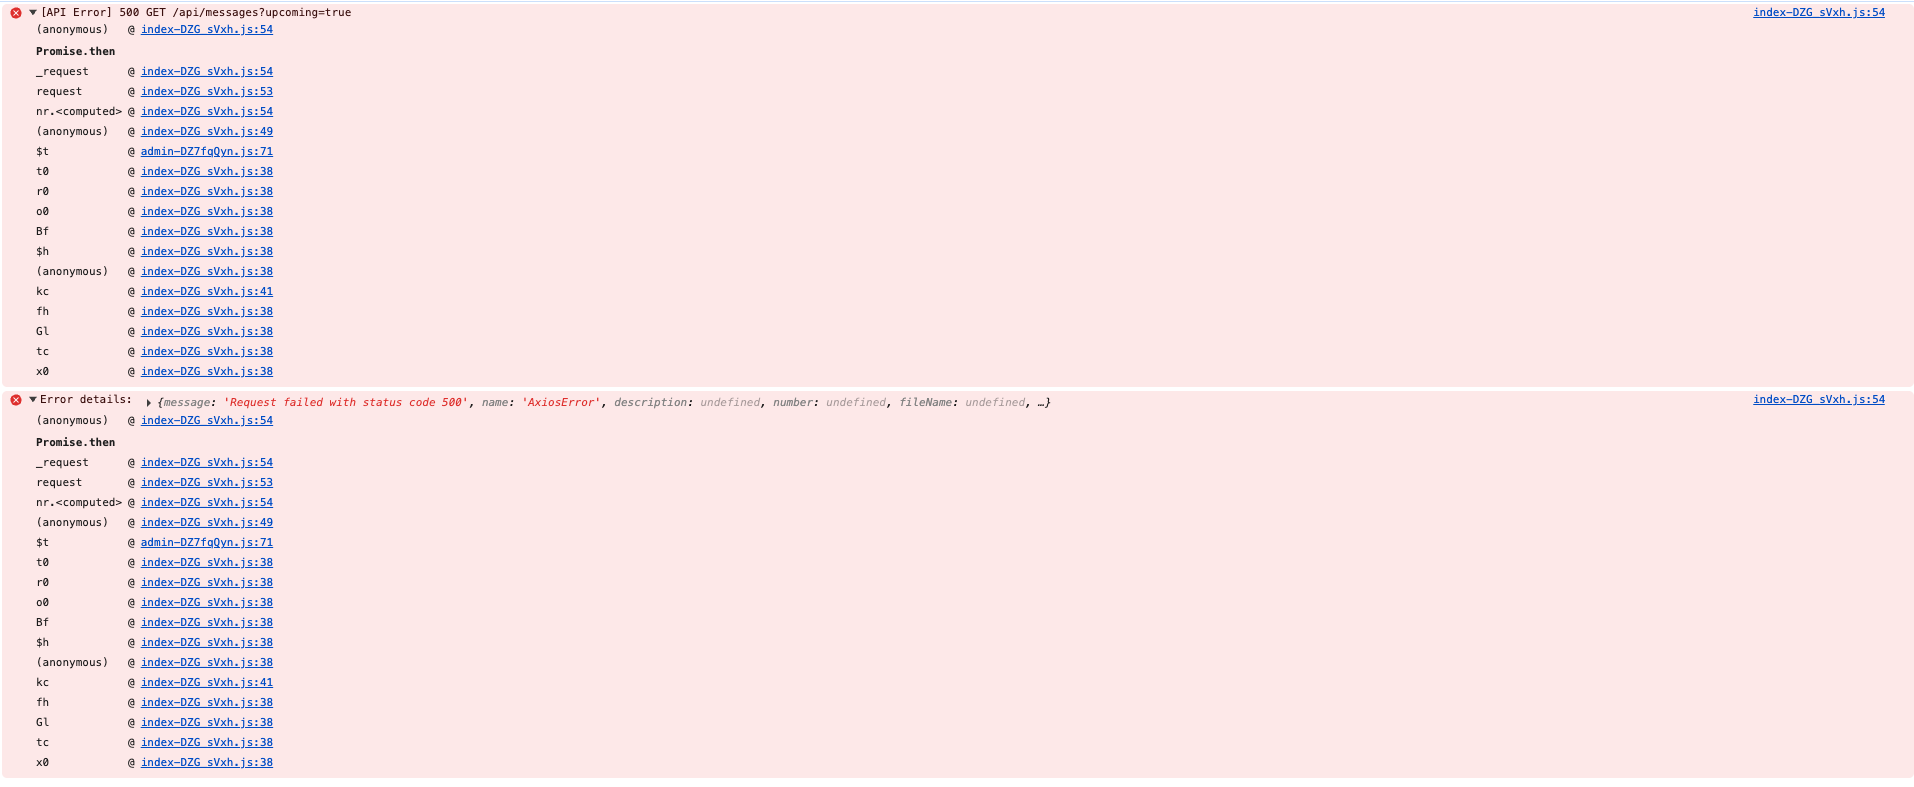 [API Error] 500 GET /api/messages?upcoming=true index-DZG_sVxh.js:54
(anonymous) @ index-DZG_sVxh.js:54
Promise.then
_request @ index-DZG_sVxh.js:54
request @ index-DZG_sVxh.js:53
nr.<computed> @ index-DZG_sVxh.js:54
(anonymous) @ index-DZG_sVxh.js:49
$t @ admin-DZ7fqQyn.js:71
t0 @ index-DZG_sVxh.js:38
r0 @ index-DZG_sVxh.js:38
o0 @ index-DZG_sVxh.js:38
Bf @ index-DZG_sVxh.js:38
$h @ index-DZG_sVxh.js:38
(anonymous) @ index-DZG_sVxh.js:38
kc @ index-DZG_sVxh.js:41
fh @ index-DZG_sVxh.js:38
Gl @ index-DZG_sVxh.js:38
tc @ index-DZG_sVxh.js:38
x0 @ index-DZG_sVxh.js:38
Error details: {message: 'Request failed with status code 500', name: 'AxiosError', description: undefined, number: undefined, fileName: undefined, …} index-DZG_sVxh.js:54
(anonymous) @ index-DZG_sVxh.js:54
Promise.then
_request @ index-DZG_sVxh.js:54
request @ index-DZG_sVxh.js:53
nr.<computed> @ index-DZG_sVxh.js:54
(anonymous) @ index-DZG_sVxh.js:49
$t @ admin-DZ7fqQyn.js:71
t0 @ index-DZG_sVxh.js:38
r0 @ index-DZG_sVxh.js:38
o0 @ index-DZG_sVxh.js:38
Bf @ index-DZG_sVxh.js:38
$h @ index-DZG_sVxh.js:38
(anonymous) @ index-DZG_sVxh.js:38
kc @ index-DZG_sVxh.js:41
fh @ index-DZG_sVxh.js:38
Gl @ index-DZG_sVxh.js:38
tc @ index-DZG_sVxh.js:38
x0 @ index-DZG_sVxh.js:38